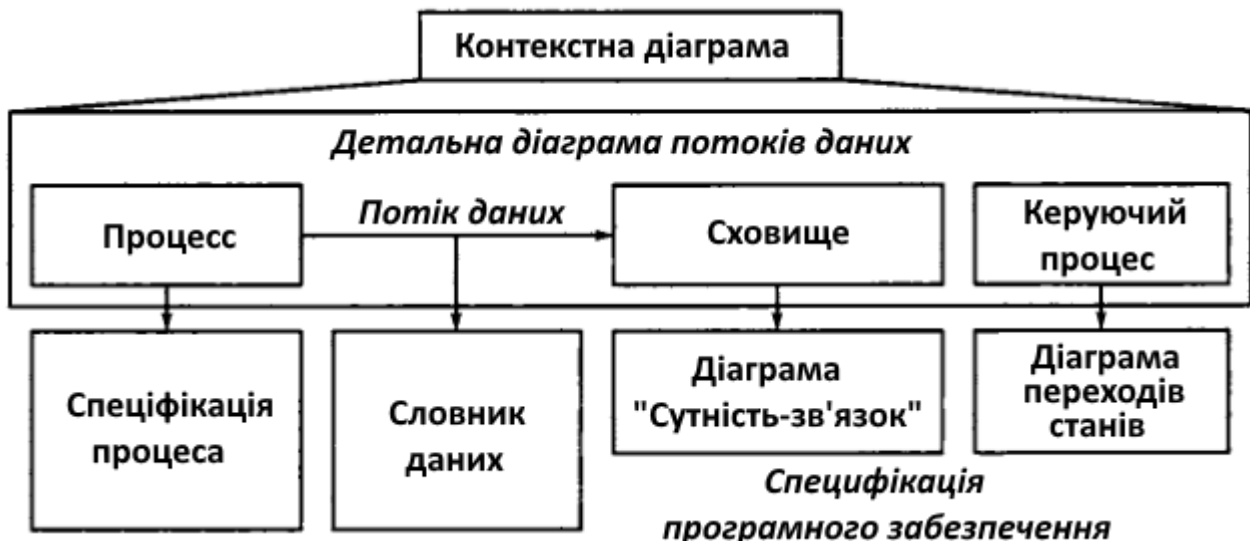 Контекстна діаграма
Детальна діаграма потоків даних
Процесс
Потік даних
Сховище
Керуючий
процес
Спеціфікація
процеса
Словник
даних
Діаграма
"Сутність-зв'язок"
Діаграма
переходів
станів
Специфікація
програмного забезпечення